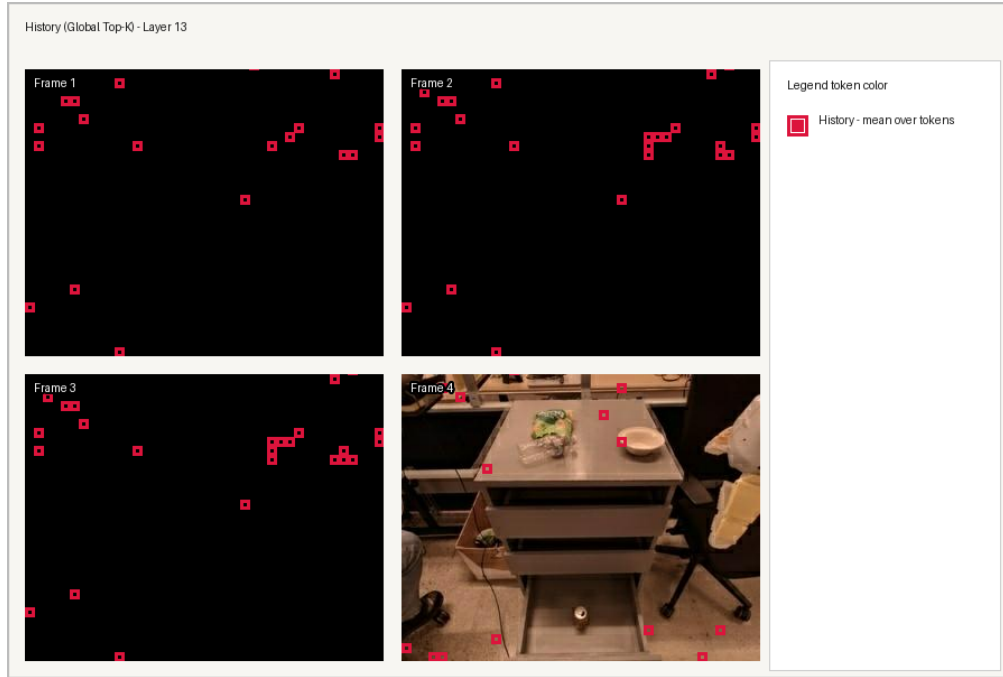 History (Global Top-K) - Layer 13
Frame 1
Frame 2
Legend token color
History - mean over tokens
Frame 3
Frame 4